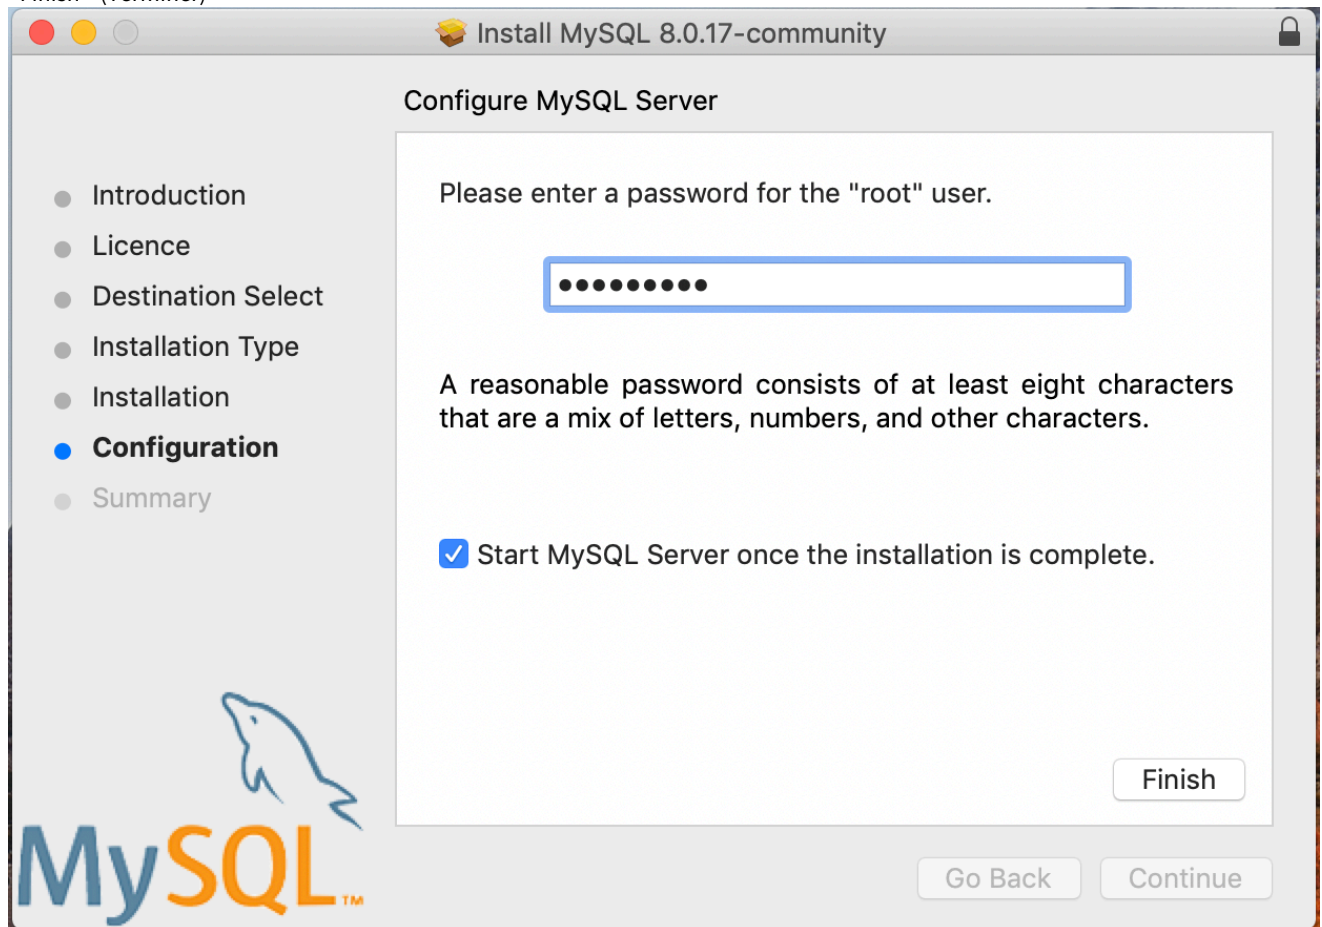 Install MySQL 8.0.17-community
Configure MySQL Server
Introduction
Licence
Destination Select
Installation Type
Installation
Configuration
Summary
Please enter a password for the "root" user.
•••••••••
A reasonable password consists of at least eight characters
that are a mix of letters, numbers, and other characters.
Start MySQL Server once the installation is complete.
Finish
MySQL™
Go Back
Continue